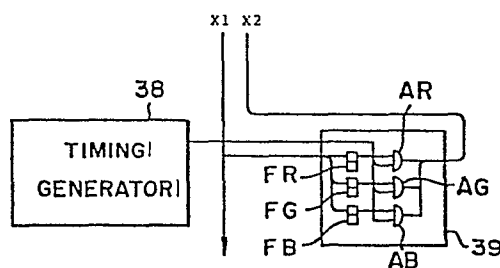 X1 X2
38
AR
TIMING
GENERATOR
FR
FG
AG
FB
AB
39